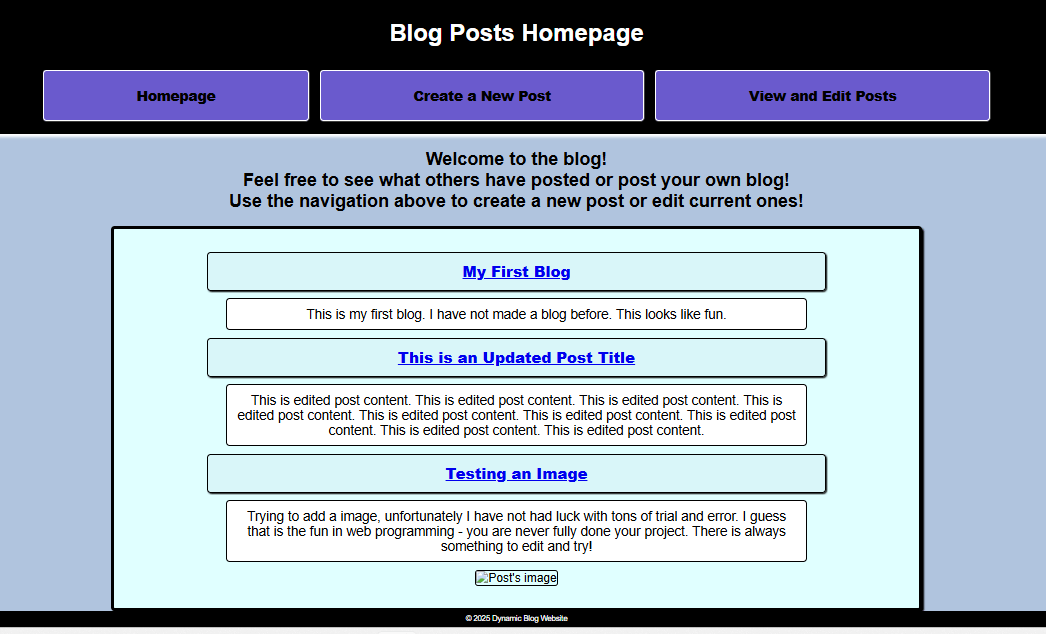 Blog Posts Homepage
Homepage
Create a New Post
View and Edit Posts
Welcome to the blog!
Feel free to see what others have posted or post your own blog!
Use the navigation above to create a new post or edit current ones!
My First Blog
This is my first blog. I have not made a blog before. This looks like fun.
This is an Updated Post Title
This is edited post content. This is edited post content. This is edited post content. This is
edited post content. This is edited post content. This is edited post content. This is edited post
content. This is edited post content. This is edited post content.
Testing an Image
Trying to add a image, unfortunately I have not had luck with tons of trial and error. I guess
that is the fun in web programming - you are never fully done your project. There is always
something to edit and try!
Post's image
© 2025 Dynamic Blog Website